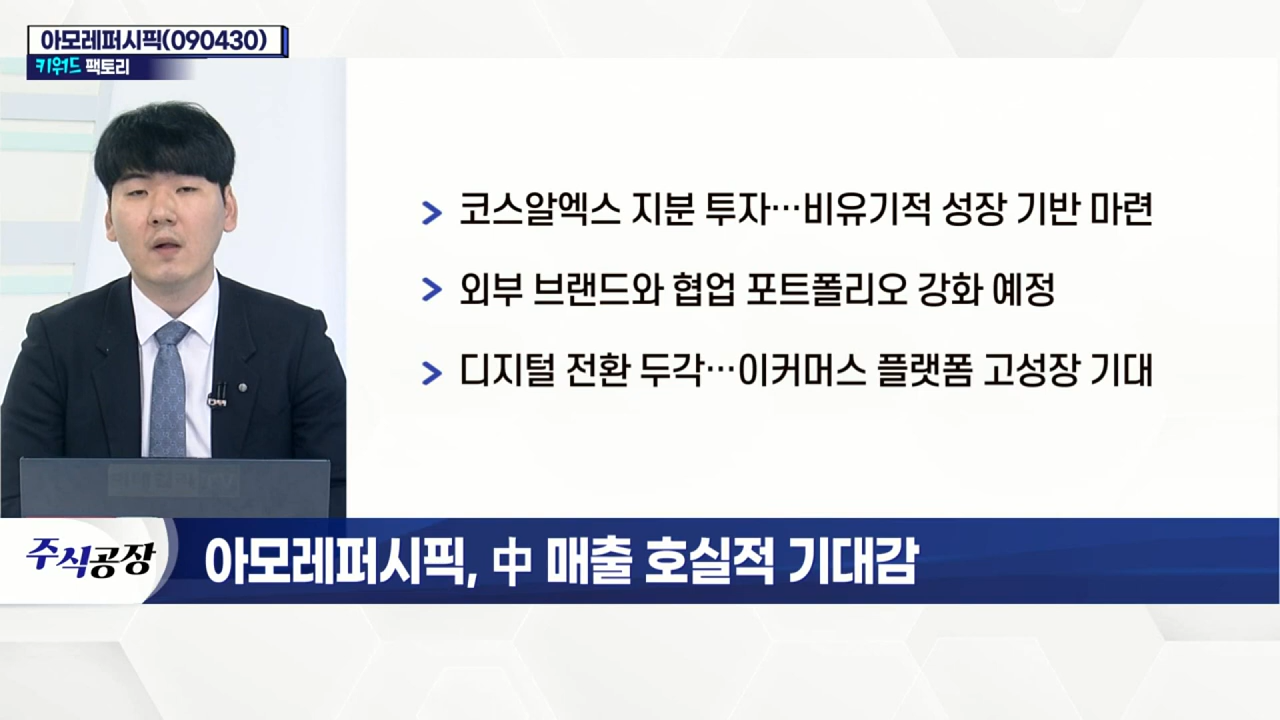 아모레퍼시픽(090430)
키워드 팩토리
코스알엑스 지분 투자…비유기적 성장 기반 마련
외부 브랜드와 협업 포트폴리오 강화 예정
디지털 전환 두각…이커머스 플랫폼 고성장 기대
주식공장
아모레퍼시픽, 中 매출 호실적 기대감